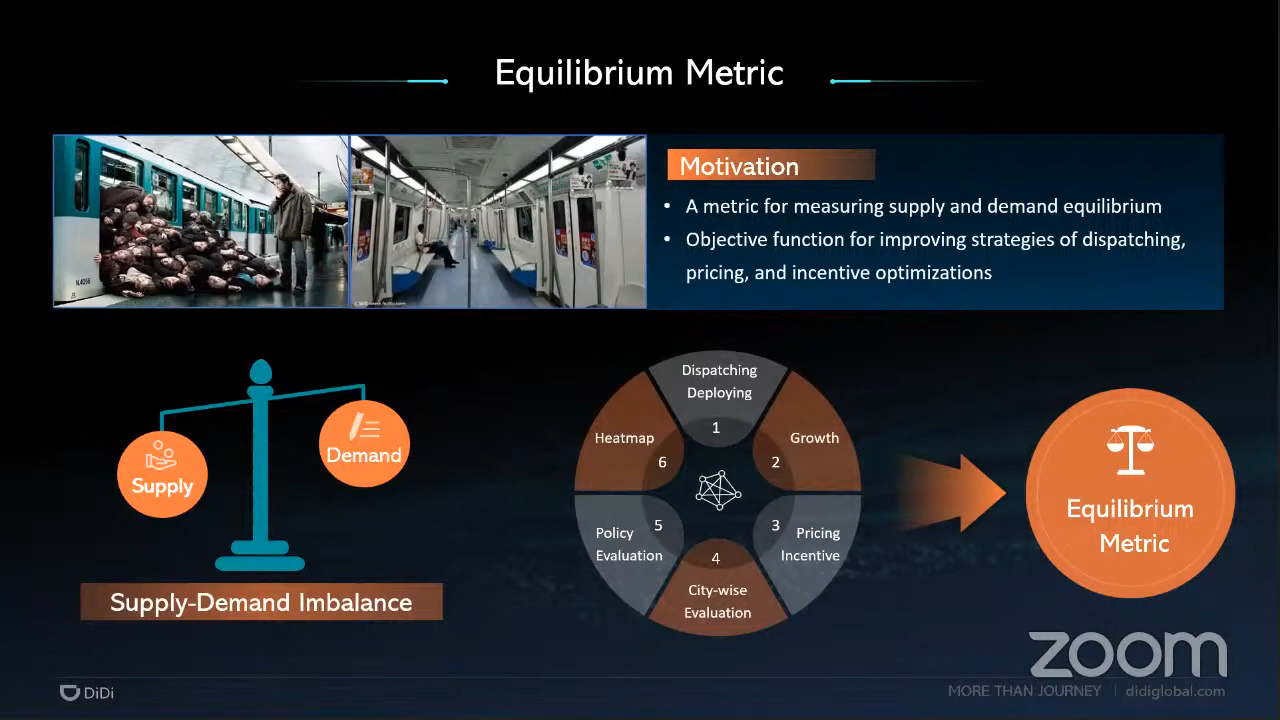 Equilibrium Metric
Motivation
• A metric for measuring supply and demand equilibrium
• Objective function for improving strategies of dispatching,
pricing, and incentive optimizations
N.4056
Supply
Demand
Supply-Demand Imbalance
Dispatching
Deploying
1
Growth
2
Pricing
Incentive
3
City-wise
Evaluation
4
Policy
Evaluation
5
Heatmap
6
Equilibrium
Metric
zoom
DiDi
MORE THAN JOURNEY
didiglobal.com